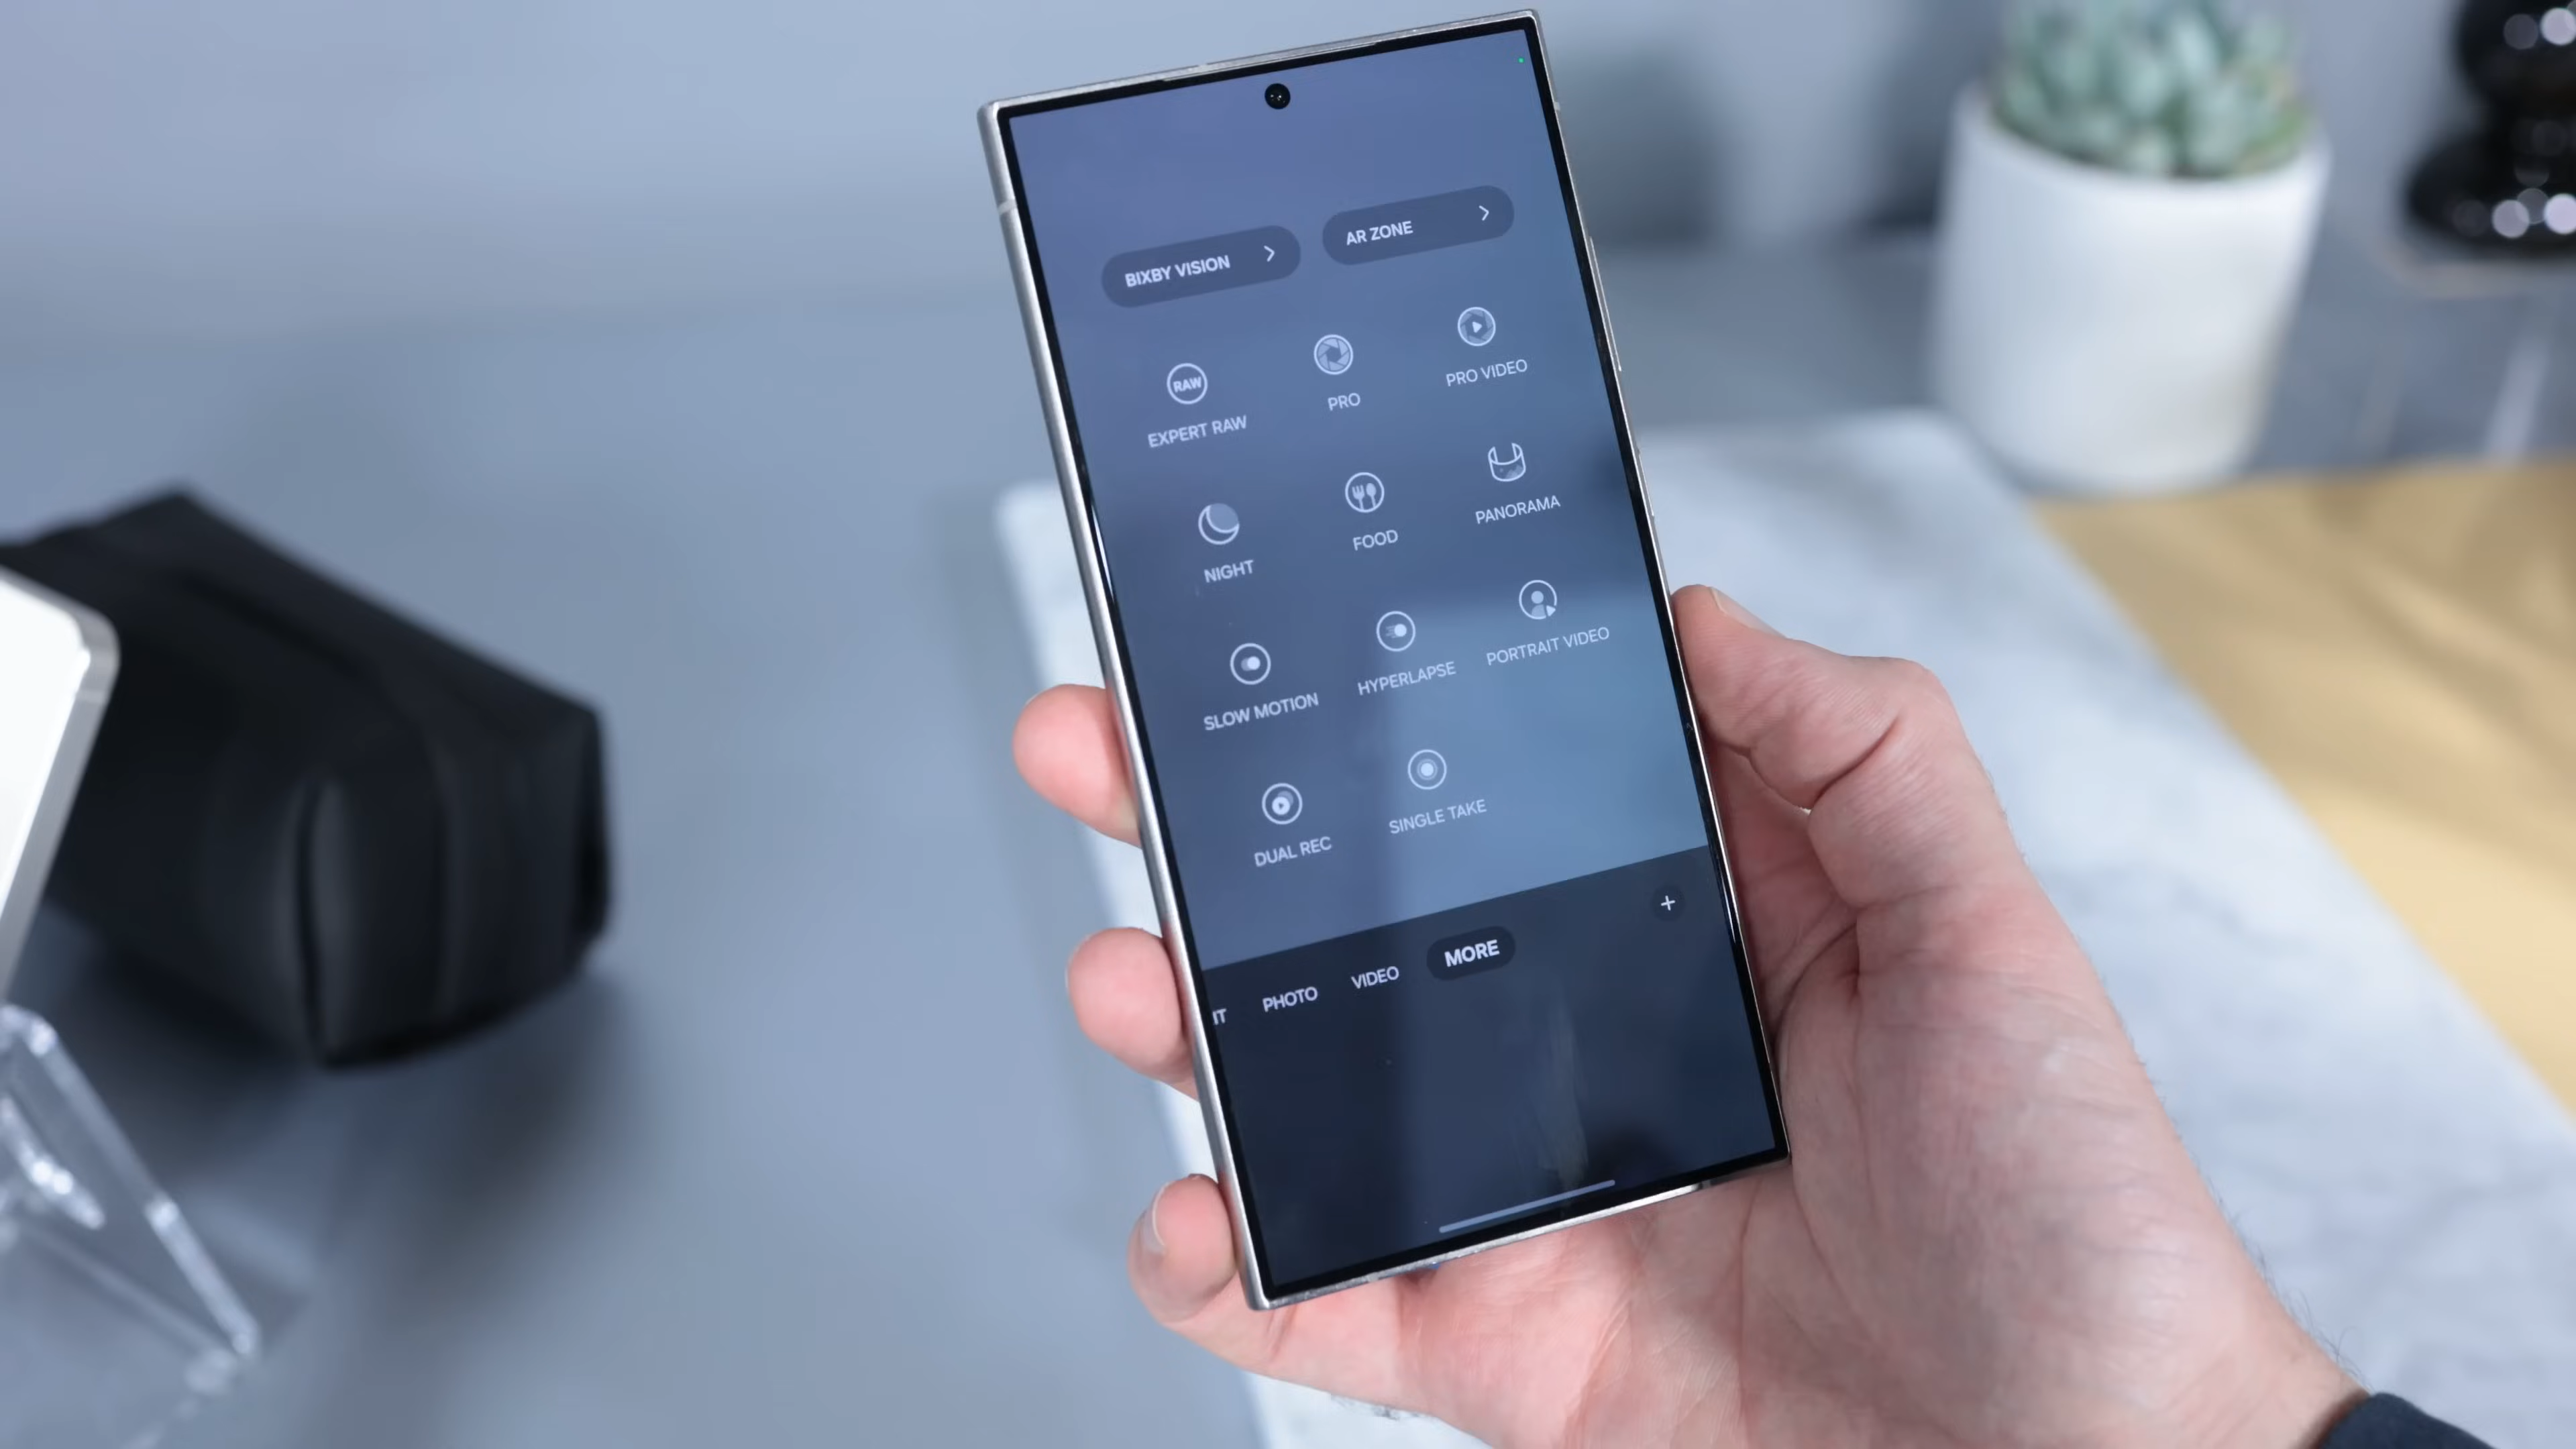 BIXBY VISION
AR ZONE
RAW
EXPERT RAW
PRO
PRO VIDEO
NIGHT
FOOD
PANORAMA
SLOW MOTION
HYPERLAPSE
PORTRAIT VIDEO
DUAL REC
SINGLE TAKE
IT PHOTO VIDEO MORE +